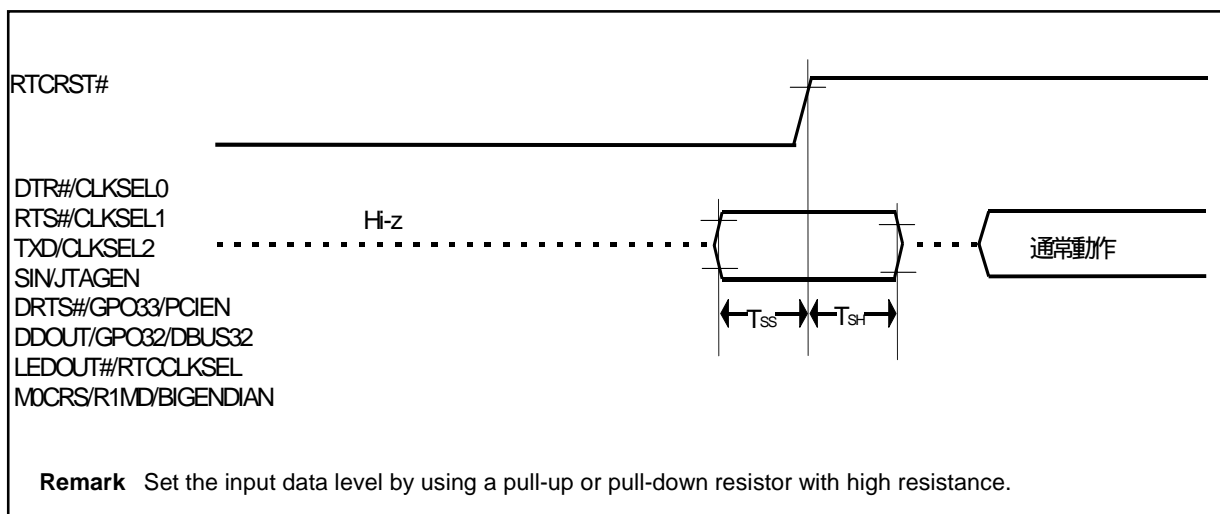 RTCRST#
DTR#/CLKSEL0
RTS#/CLKSEL1
Hi-z
TXD/CLKSEL2
通常動作
SIN/JTAGEN
DRTS#/GPO33/PCIEN
TSS
TSH
DDOUT/GPO32/DBUS32
LEDOUT#/RTCCLKSEL
M0CRS/R1MD/BIGENDIAN
Remark Set the input data level by using a pull-up or pull-down resistor with high resistance.